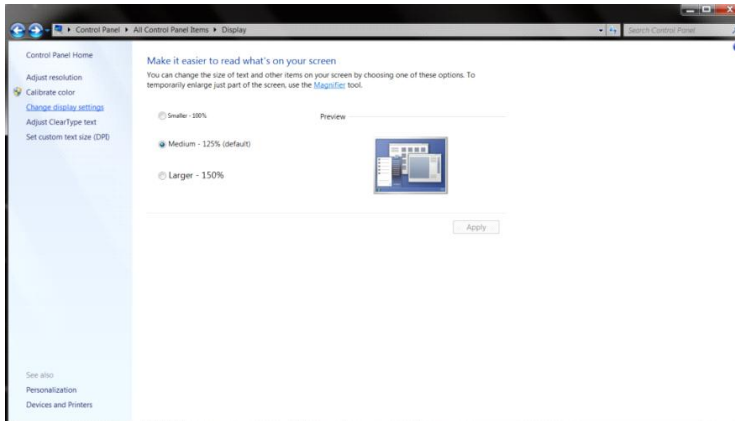 Control Panel ▸ All Control Panel Items ▸ Display
Search Control Panel
Control Panel Home
Adjust resolution
Calibrate color
Change display settings
Adjust ClearType text
Set custom text size (DPI)
See also
Personalization
Devices and Printers
Make it easier to read what's on your screen
You can change the size of text and other items on your screen by choosing one of these options. To
temporarily enlarge just part of the screen, use the Magnifier tool.
Smaller - 100%
Preview
Medium - 125% (default)
Larger - 150%
Apply